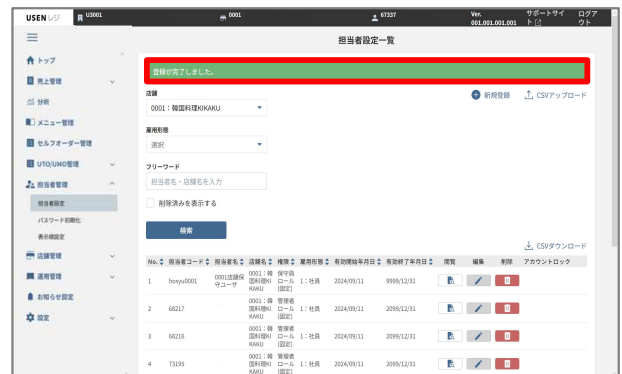 USEN レジ
U3001
0001
67337
Ver.
001.001.001.001
サポートサイ
ト
ログア
ウト
担当者設定一覧
トップ
売上管理
分析
メニュー管理
セルフオーダー管理
UTO/UMO管理
担当者管理
担当者設定
パスワード初期化
表示順設定
店舗管理
運用管理
お知らせ設定
設定
登録が完了しました。
店舗
0001：韓国料理KIKAKU
新規登録
CSVアップロード
雇用形態
選択
フリーワード
担当者名・店舗名を入力
削除済みを表示する
検索
CSVダウンロード
No. 担当者コード 担当者名 店舗名 権限 雇用形態 有効開始年月日 有効終了年月日 閲覧 編集 削除 アカウントロック
1 hosyu0001 0001店舗保守ユーザ 0001：韓国料理KIKAKU 保守員ロール(固定) 1：社員 2024/09/11 9999/12/31
2 68217 0001：韓国料理KIKAKU 管理者ロール(固定) 1：社員 2024/09/11 2099/12/31
3 68216 0001：韓国料理KIKAKU 管理者ロール(固定) 1：社員 2024/09/11 2099/12/31
4 73195 0001：韓国料理KIKAKU 管理者ロール(固定) 1：社員 2024/09/11 2099/12/31